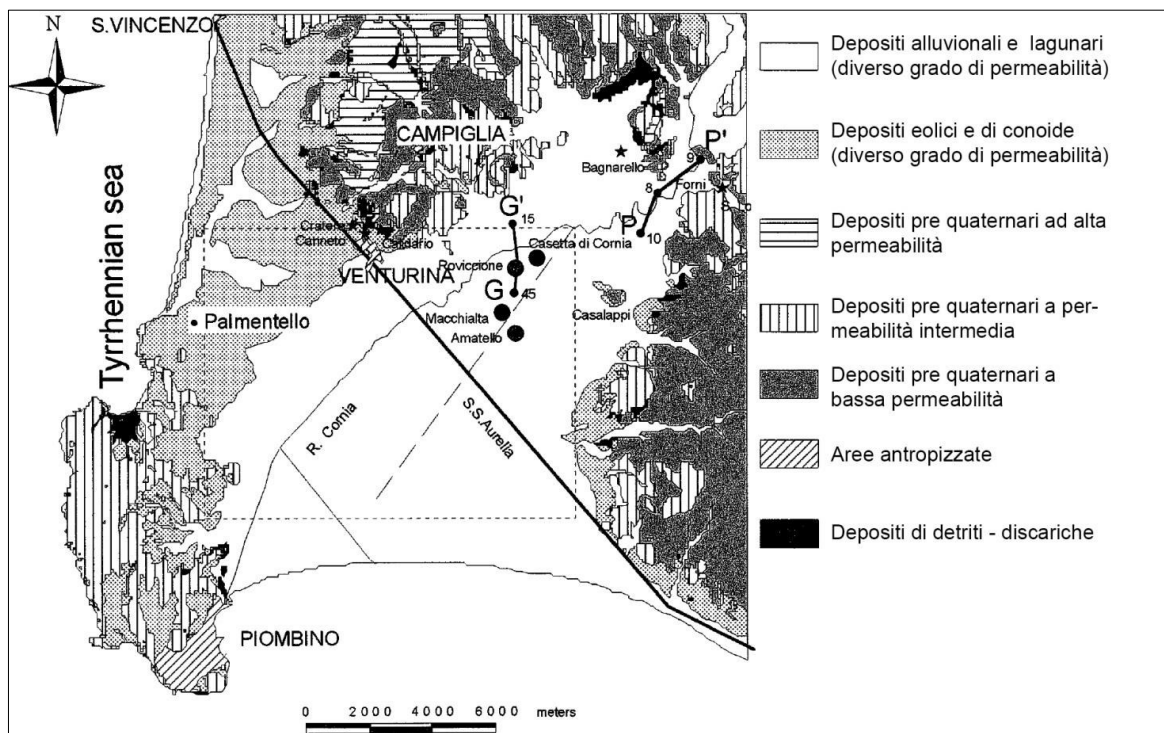 N
S.VINCENZO
CAMPIGLIA
Bagnarello
P'
9
8
Forni
P
10
G'
15
Casetta di Cornia
Canneto
Caldario
VENTURINA
Roviccione
G
45
Macchialta
Amatello
Casalappi
Palmentello
Tyrrhennian sea
R. Cornia
S.S.Aurelia
PIOMBINO
0 2000 4000 6000 meters
Depositi alluvionali e lagunari
(diverso grado di permeabilità)
Depositi eolici e di conoide
(diverso grado di permeabilità)
Depositi pre quaternari ad alta
permeabilità
Depositi pre quaternari a per-
meabilità intermedia
Depositi pre quaternari a
bassa permeabilità
Aree antropizzate
Depositi di detriti - discariche